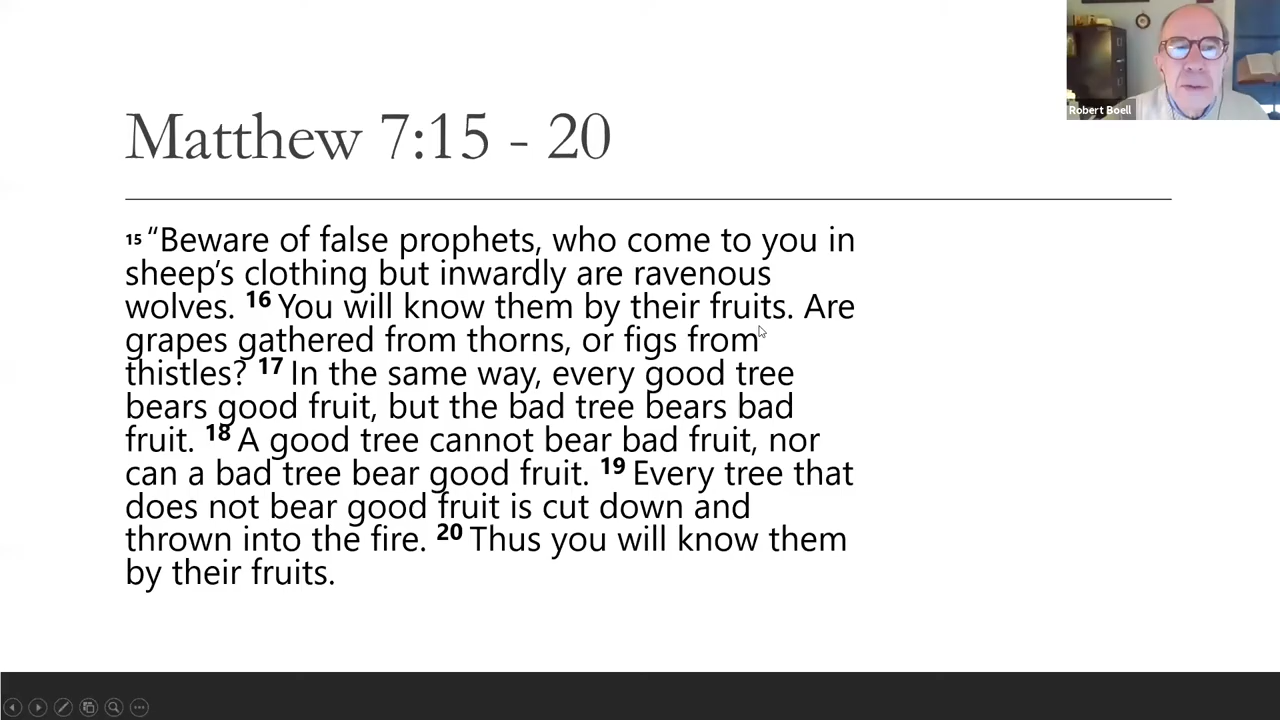 Robert Boell
Matthew 7:15 - 20
15 “Beware of false prophets, who come to you in
sheep’s clothing but inwardly are ravenous
wolves. 16 You will know them by their fruits. Are
grapes gathered from thorns, or figs from
thistles? 17 In the same way, every good tree
bears good fruit, but the bad tree bears bad
fruit. 18 A good tree cannot bear bad fruit, nor
can a bad tree bear good fruit. 19 Every tree that
does not bear good fruit is cut down and
thrown into the fire. 20 Thus you will know them
by their fruits.